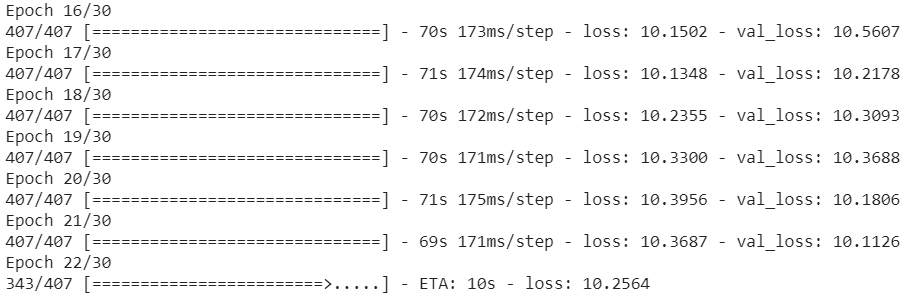 Epoch 16/30
407/407 [==============================] - 70s 173ms/step - loss: 10.1502 - val_loss: 10.5607
Epoch 17/30
407/407 [==============================] - 71s 174ms/step - loss: 10.1348 - val_loss: 10.2178
Epoch 18/30
407/407 [==============================] - 70s 172ms/step - loss: 10.2355 - val_loss: 10.3093
Epoch 19/30
407/407 [==============================] - 70s 171ms/step - loss: 10.3300 - val_loss: 10.3688
Epoch 20/30
407/407 [==============================] - 71s 175ms/step - loss: 10.3956 - val_loss: 10.1806
Epoch 21/30
407/407 [==============================] - 69s 171ms/step - loss: 10.3687 - val_loss: 10.1126
Epoch 22/30
343/407 [========================>.....] - ETA: 10s - loss: 10.2564